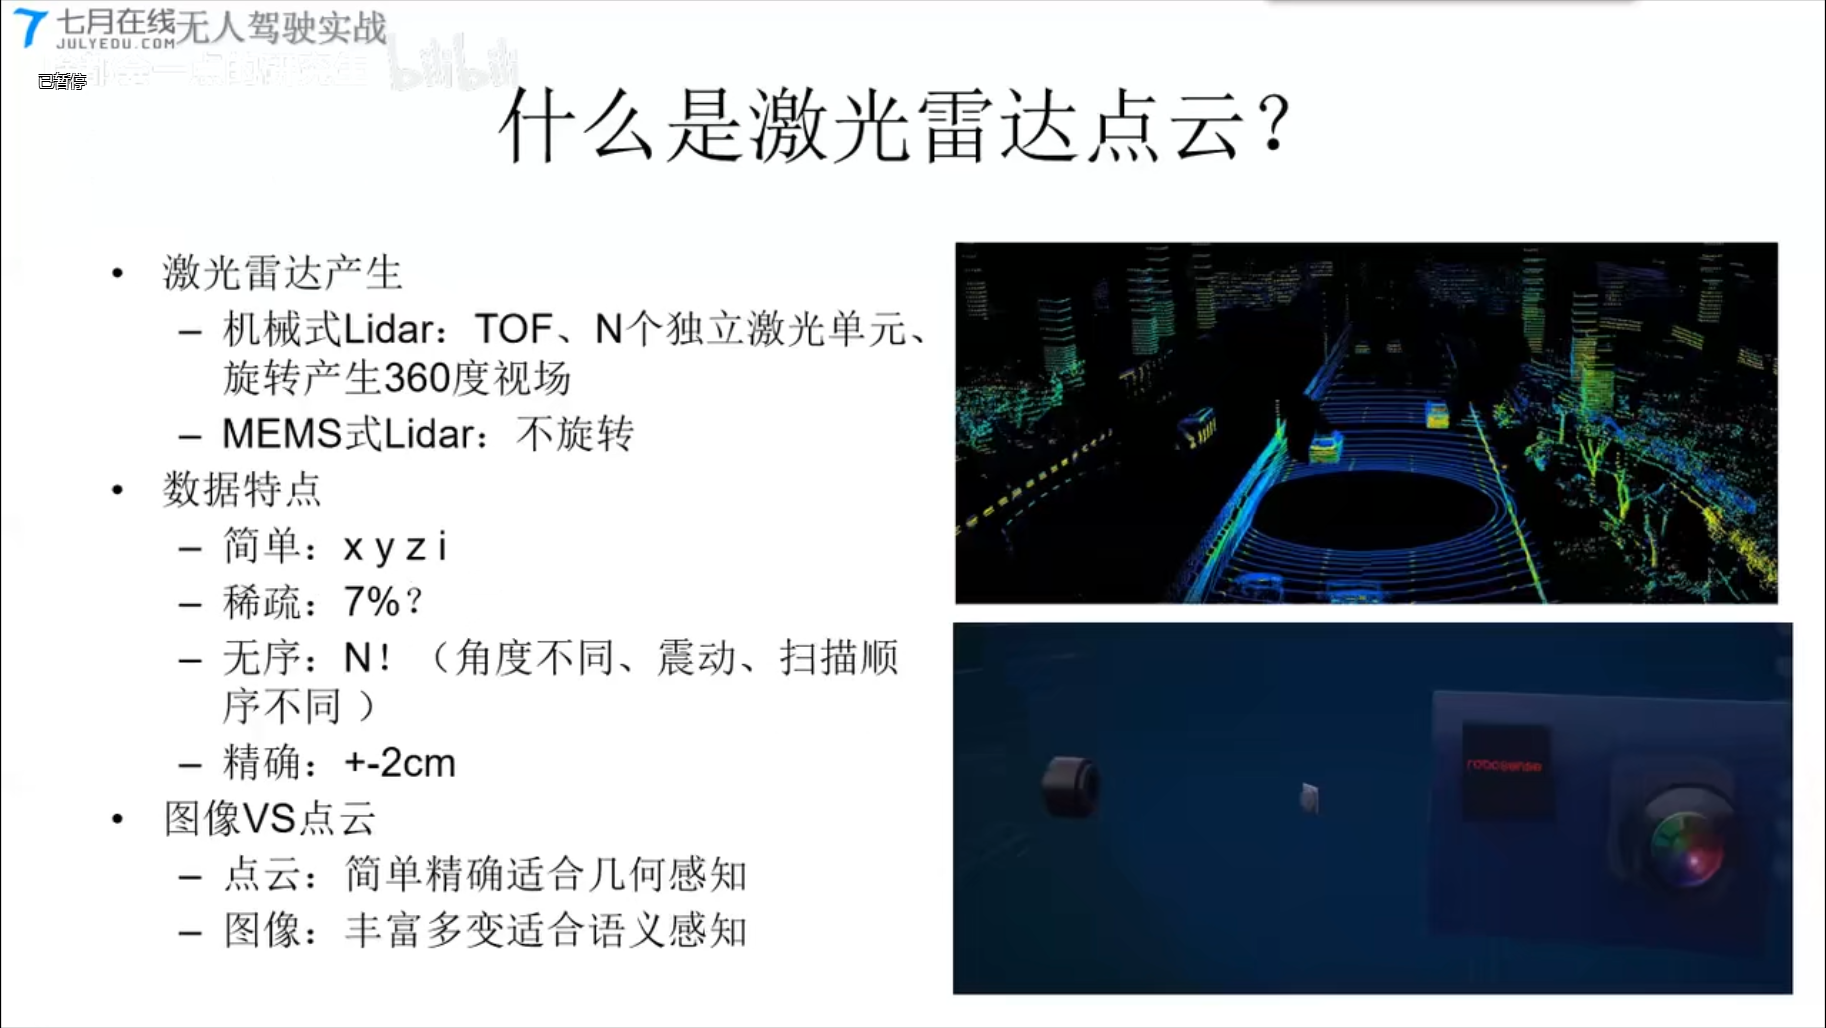 七月在线
JULYEDU.COM
无人驾驶实战
bilibili
已暂停
什么是激光雷达点云？
• 激光雷达产生
– 机械式Lidar：TOF、N个独立激光单元、
旋转产生360度视场
– MEMS式Lidar：不旋转
• 数据特点
– 简单：x y z i
– 稀疏：7%？
– 无序：N！（角度不同、震动、扫描顺
序不同 ）
– 精确：+-2cm
• 图像VS点云
– 点云：简单精确适合几何感知
– 图像：丰富多变适合语义感知
robosense